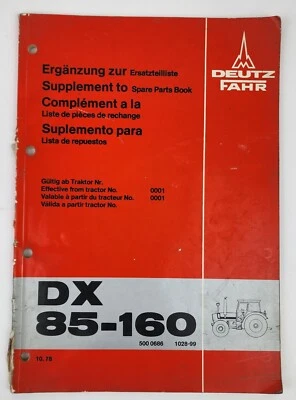 DEUTZ
FAHR
Ergänzung zur Ersatzteilliste
Supplement to Spare Parts Book
Complément a la
Liste de pièces de rechange
Suplemento para
Lista de repuestos
Gültig ab Traktor Nr.
Effective from tractor No. 0001
Valable à partir du tracteur No. 0001
Válida a partir tractor No.
DX
85-160
500 0686 1028-99
10.78